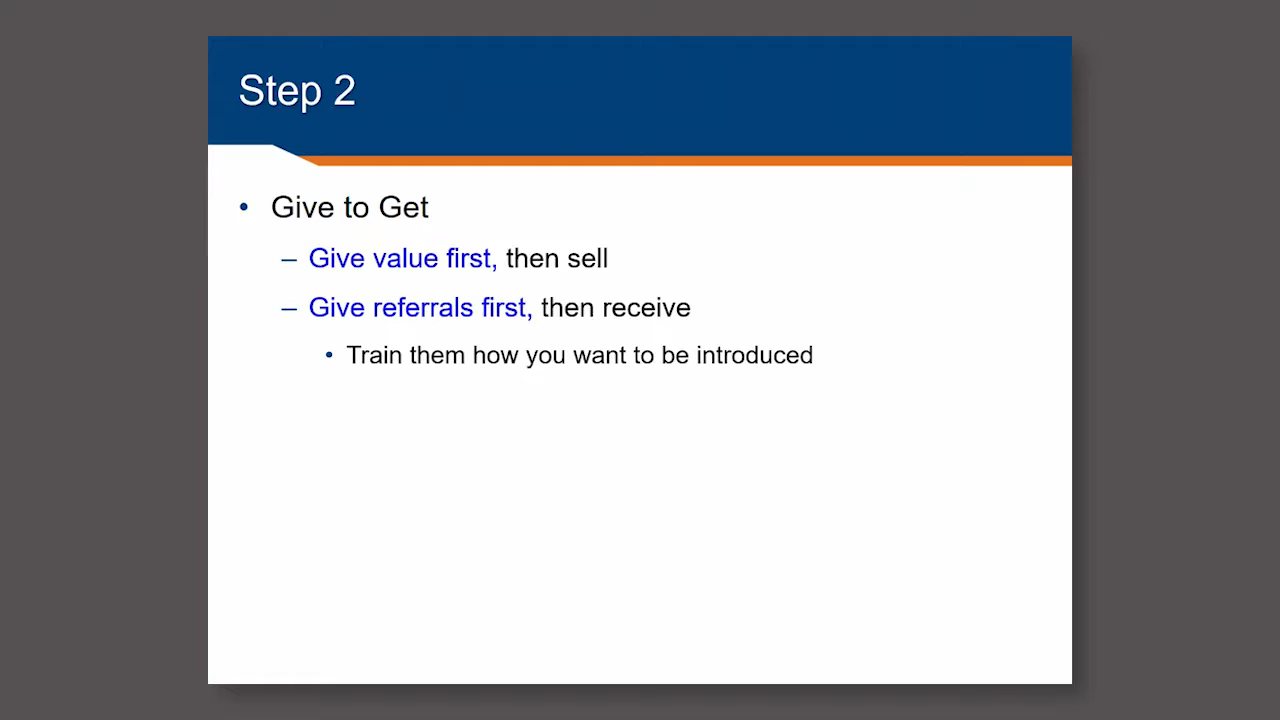 Step 2
• Give to Get
– Give value first, then sell
– Give referrals first, then receive
• Train them how you want to be introduced